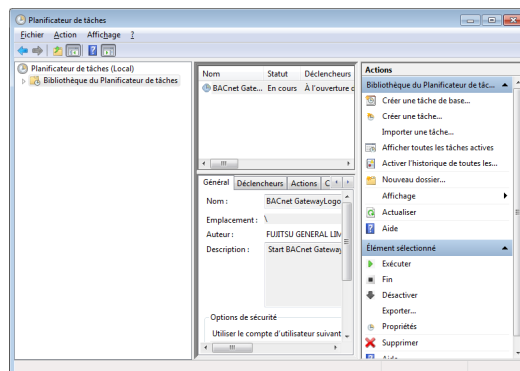 Planificateur de tâches
Fichier Action Affichage ?
Planificateur de tâches (Local)
Bibliothèque du Planificateur de tâches
Nom Statut Déclencheurs
BACnet Gate... En cours À l'ouverture d
Général Déclencheurs Actions C
Nom : BACnet GatewayLogo
Emplacement : \
Auteur : FUJITSU GENERAL LIM
Description : Start BACnet Gateway
Options de sécurité
Utiliser le compte d'utilisateur suivant
Actions
Bibliothèque du Planificateur de tâc...
Créer une tâche de base...
Créer une tâche...
Importer une tâche...
Afficher toutes les tâches actives
Activer l'historique de toutes les...
Nouveau dossier...
Affichage
Actualiser
Aide
Élément sélectionné
Exécuter
Fin
Désactiver
Exporter...
Propriétés
Supprimer
Aide